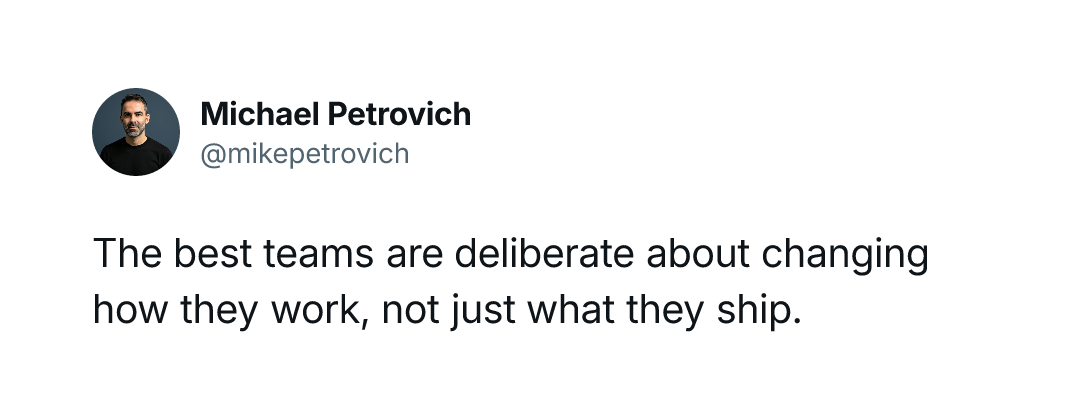 Michael Petrovich
@mikepetrovich
The best teams are deliberate about changing
how they work, not just what they ship.